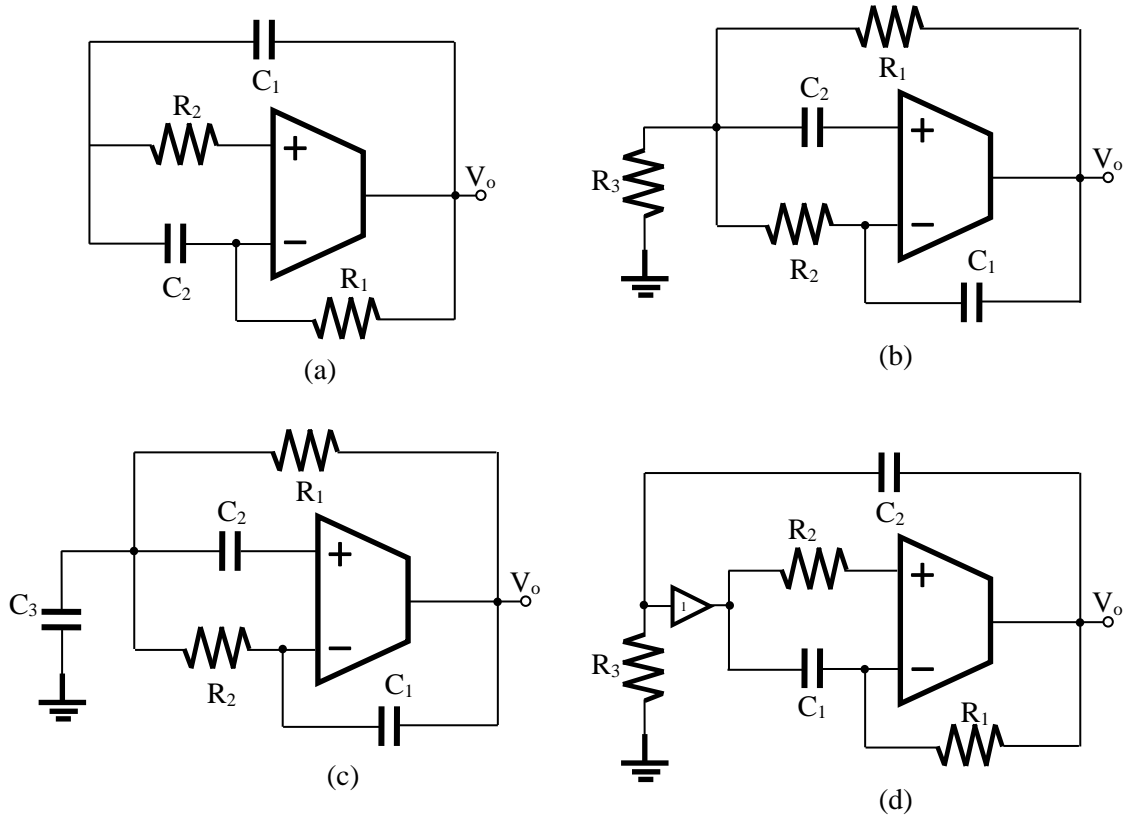 C₁
R₂
+
Vₒ
−
C₂
R₁
(a)
R₁
C₂
+
R₃
Vₒ
−
R₂
C₁
(b)
R₁
C₂
+
C₃
Vₒ
−
R₂
C₁
(c)
C₂
R₂
+
1
Vₒ
R₃
−
C₁
R₁
(d)